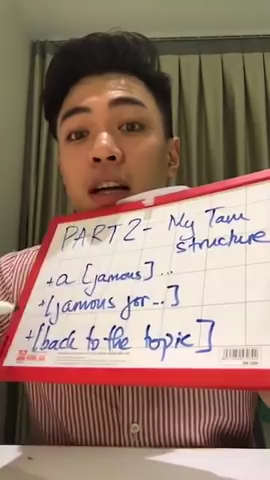 PART 2 - My Tam
structure
+ a [famous] ...
+ [famous for...]
+ [back to the topic]